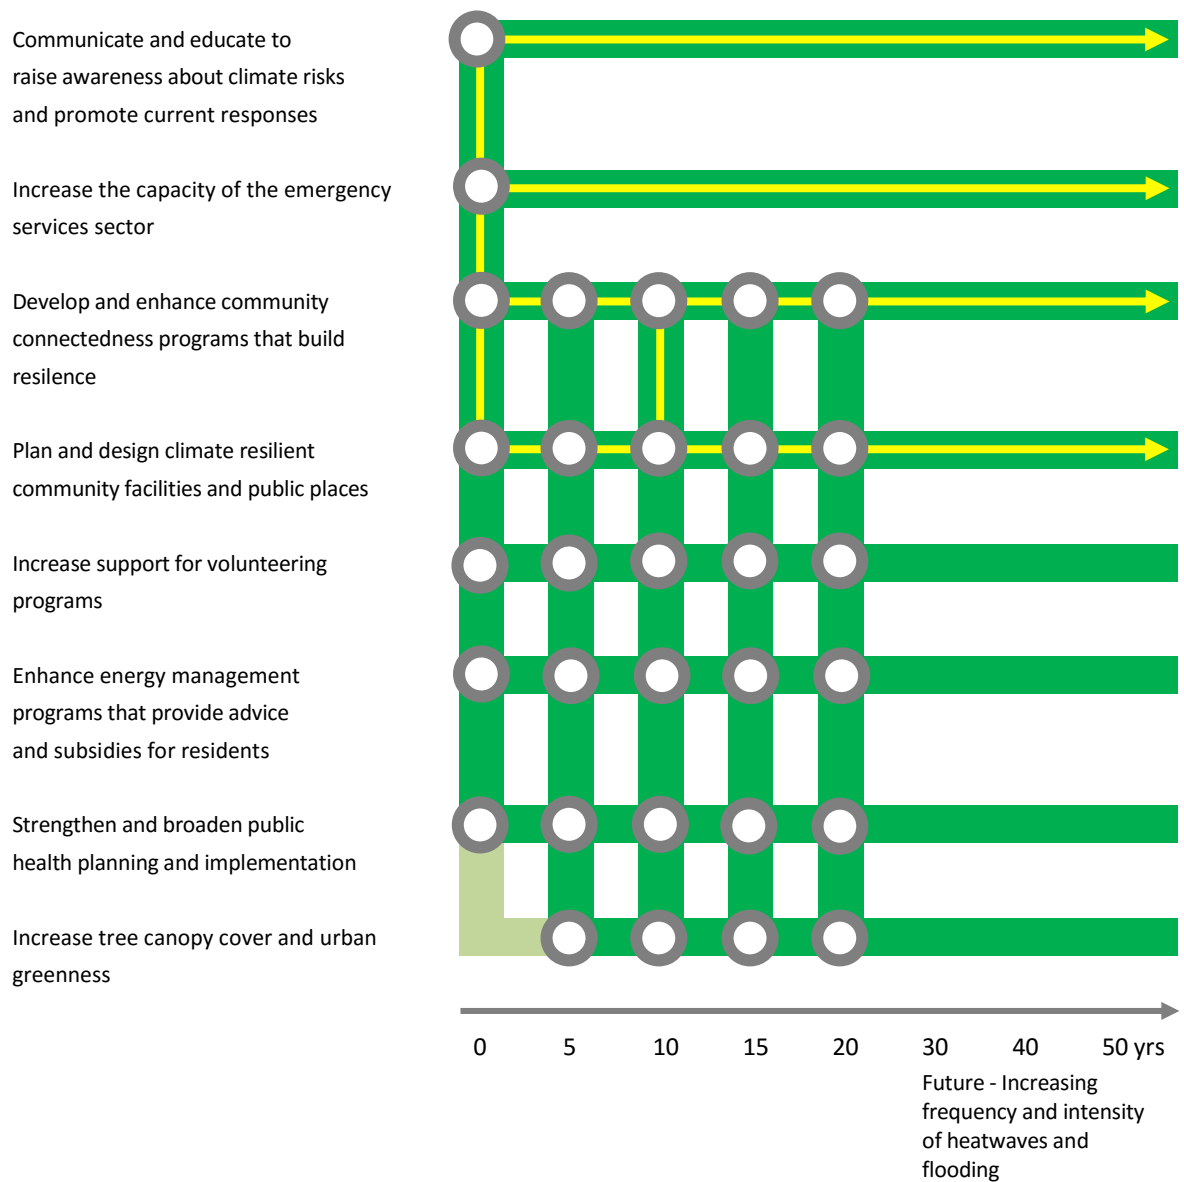 Communicate and educate to
raise awareness about climate risks
and promote current responses
Increase the capacity of the emergency
services sector
Develop and enhance community
connectedness programs that build
resilence
Plan and design climate resilient
community facilities and public places
Increase support for volunteering
programs
Enhance energy management
programs that provide advice
and subsidies for residents
Strengthen and broaden public
health planning and implementation
Increase tree canopy cover and urban
greenness
0 5 10 15 20 30 40 50 yrs
Future - Increasing
frequency and intensity
of heatwaves and
flooding